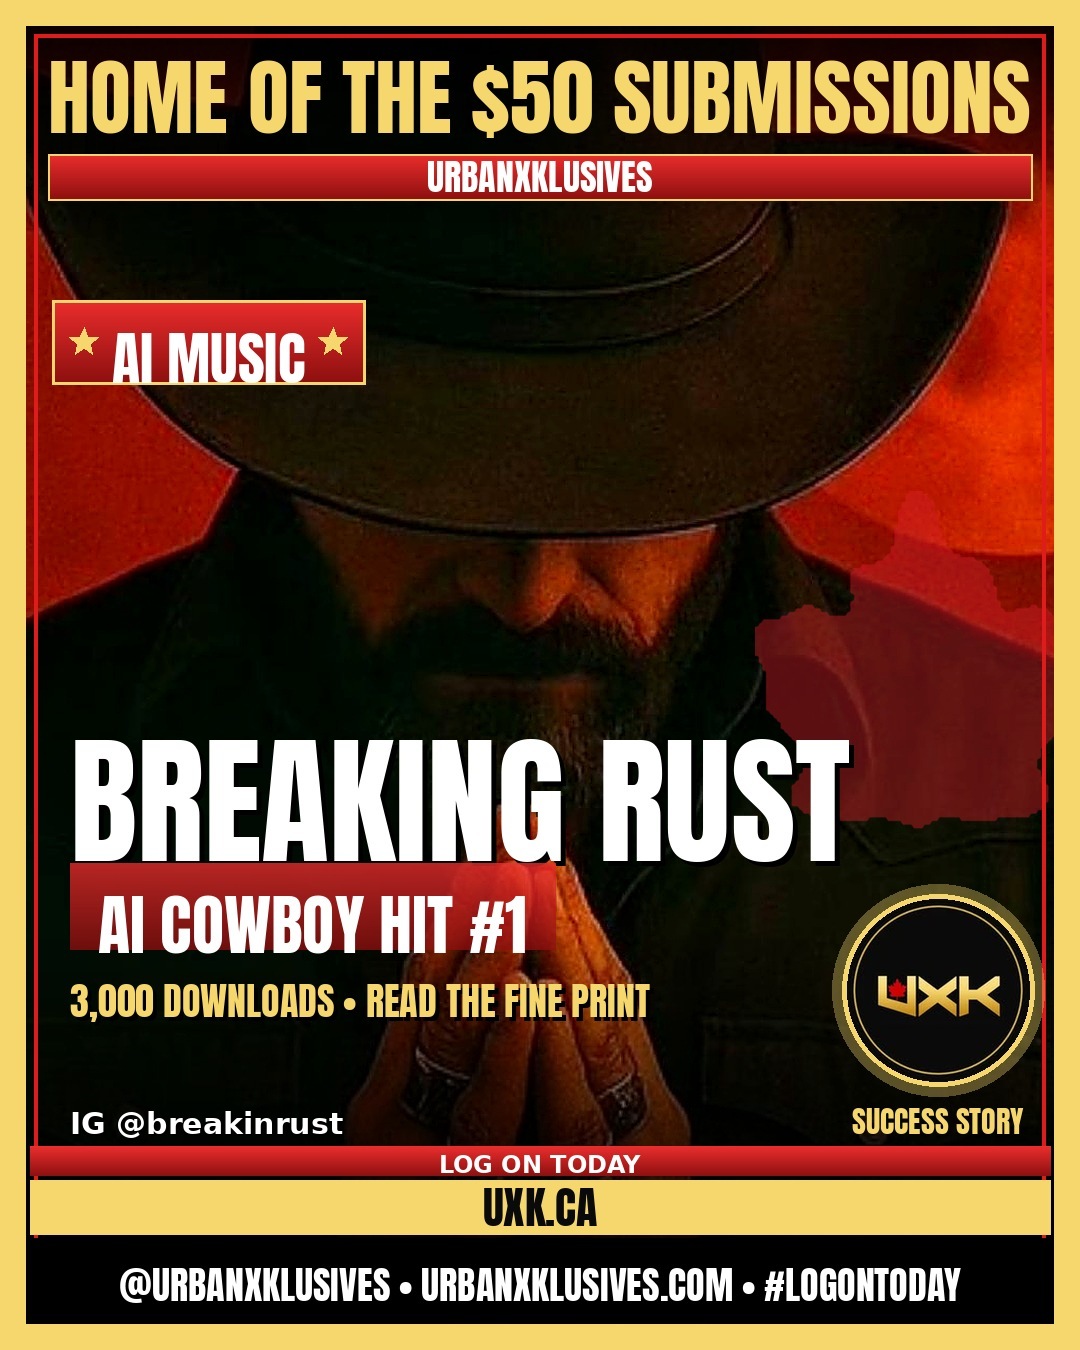 HOME OF THE $50 SUBMISSIONS
URBANXKLUSIVES
AI MUSIC
BREAKING RUST
AI COWBOY HIT #1
3,000 DOWNLOADS • READ THE FINE PRINT
UXK
IG @breakinrust
SUCCESS STORY
LOG ON TODAY
UXK.CA
@URBANXKLUSIVES • URBANXKLUSIVES.COM • #LOGONTODAY